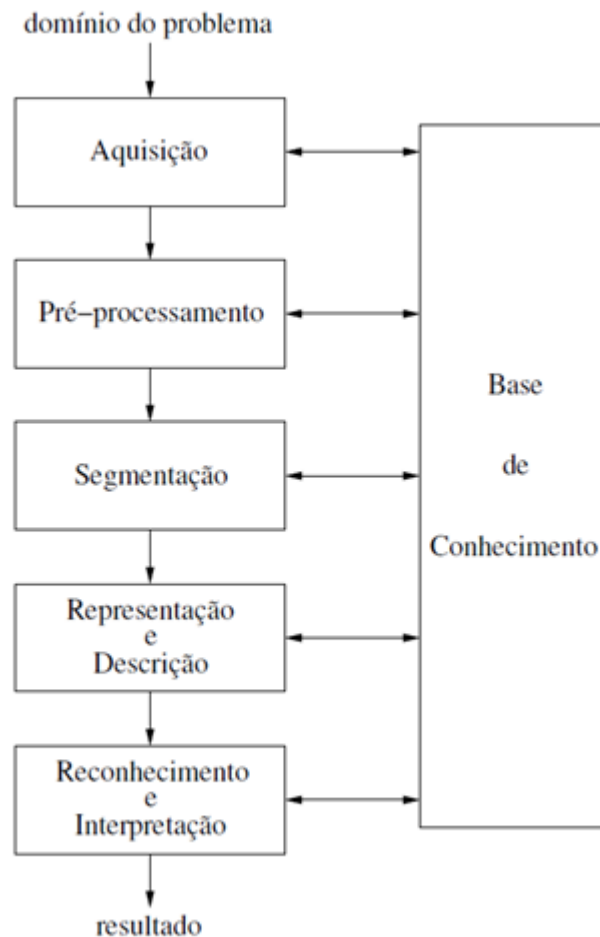 domínio do problema
Aquisição
Pré-processamento
Segmentação
Representação
e
Descrição
Reconhecimento
e
Interpretação
resultado
Base
de
Conhecimento